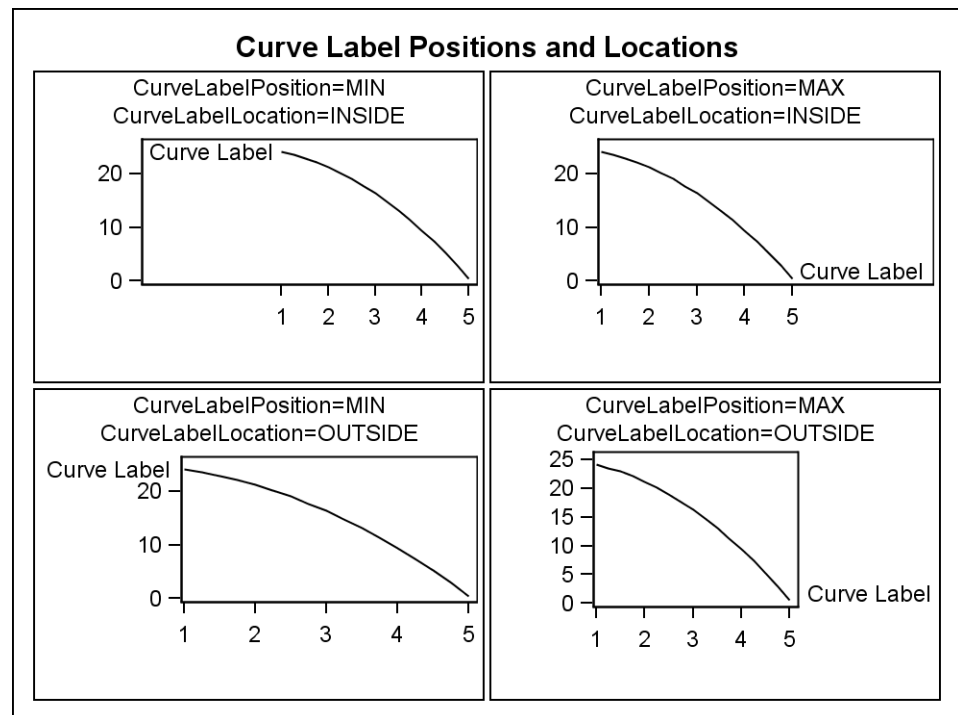 Curve Label Positions and Locations
CurveLabelPosition=MIN
CurveLabelLocation=INSIDE
Curve Label
20
10
0
1 2 3 4 5
CurveLabelPosition=MAX
CurveLabelLocation=INSIDE
20
10
0
Curve Label
1 2 3 4 5
CurveLabelPosition=MIN
CurveLabelLocation=OUTSIDE
Curve Label
20
10
0
1 2 3 4 5
CurveLabelPosition=MAX
CurveLabelLocation=OUTSIDE
25
20
15
10
5
0
Curve Label
1 2 3 4 5